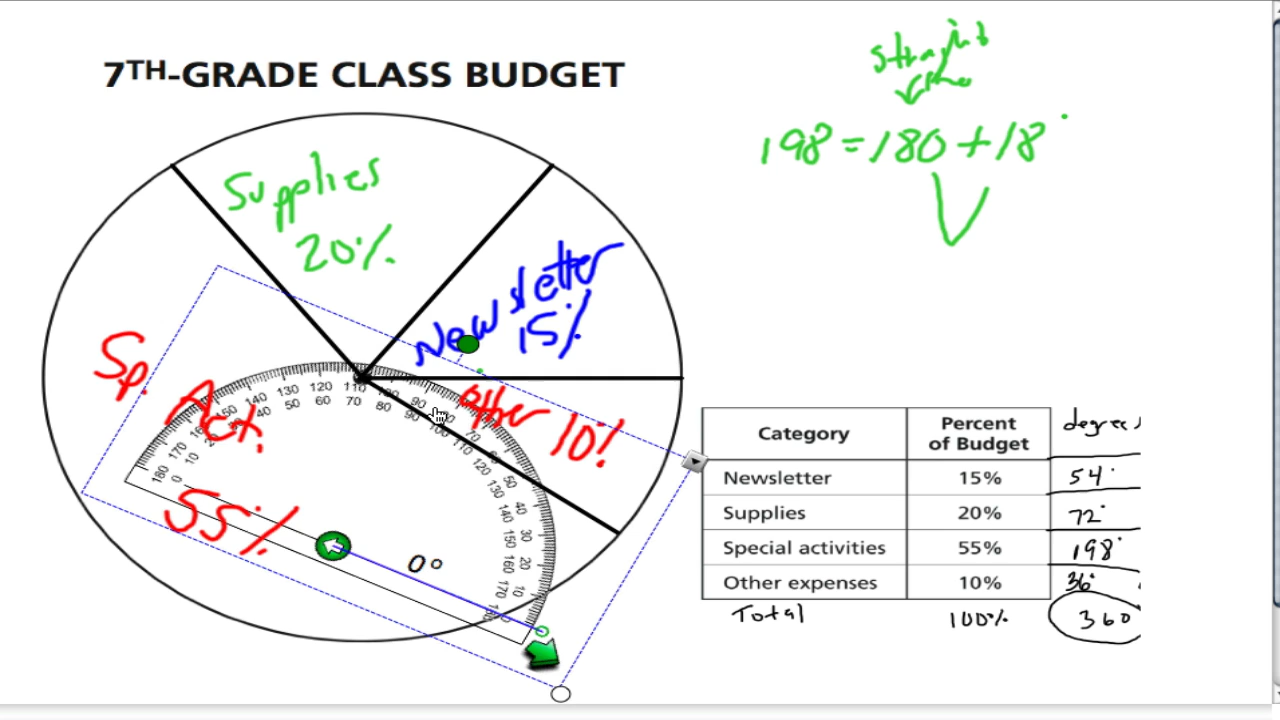 7TH-GRADE CLASS BUDGET
straight
line
198 = 180 + 18°
Supplies
20%
Newsletter
15%
Other 10%
Sp. Act.
55%
0°
Category Percent of Budget degrees
Newsletter 15% 54°
Supplies 20% 72°
Special activities 55% 198°
Other expenses 10% 36°
Total 100% 360